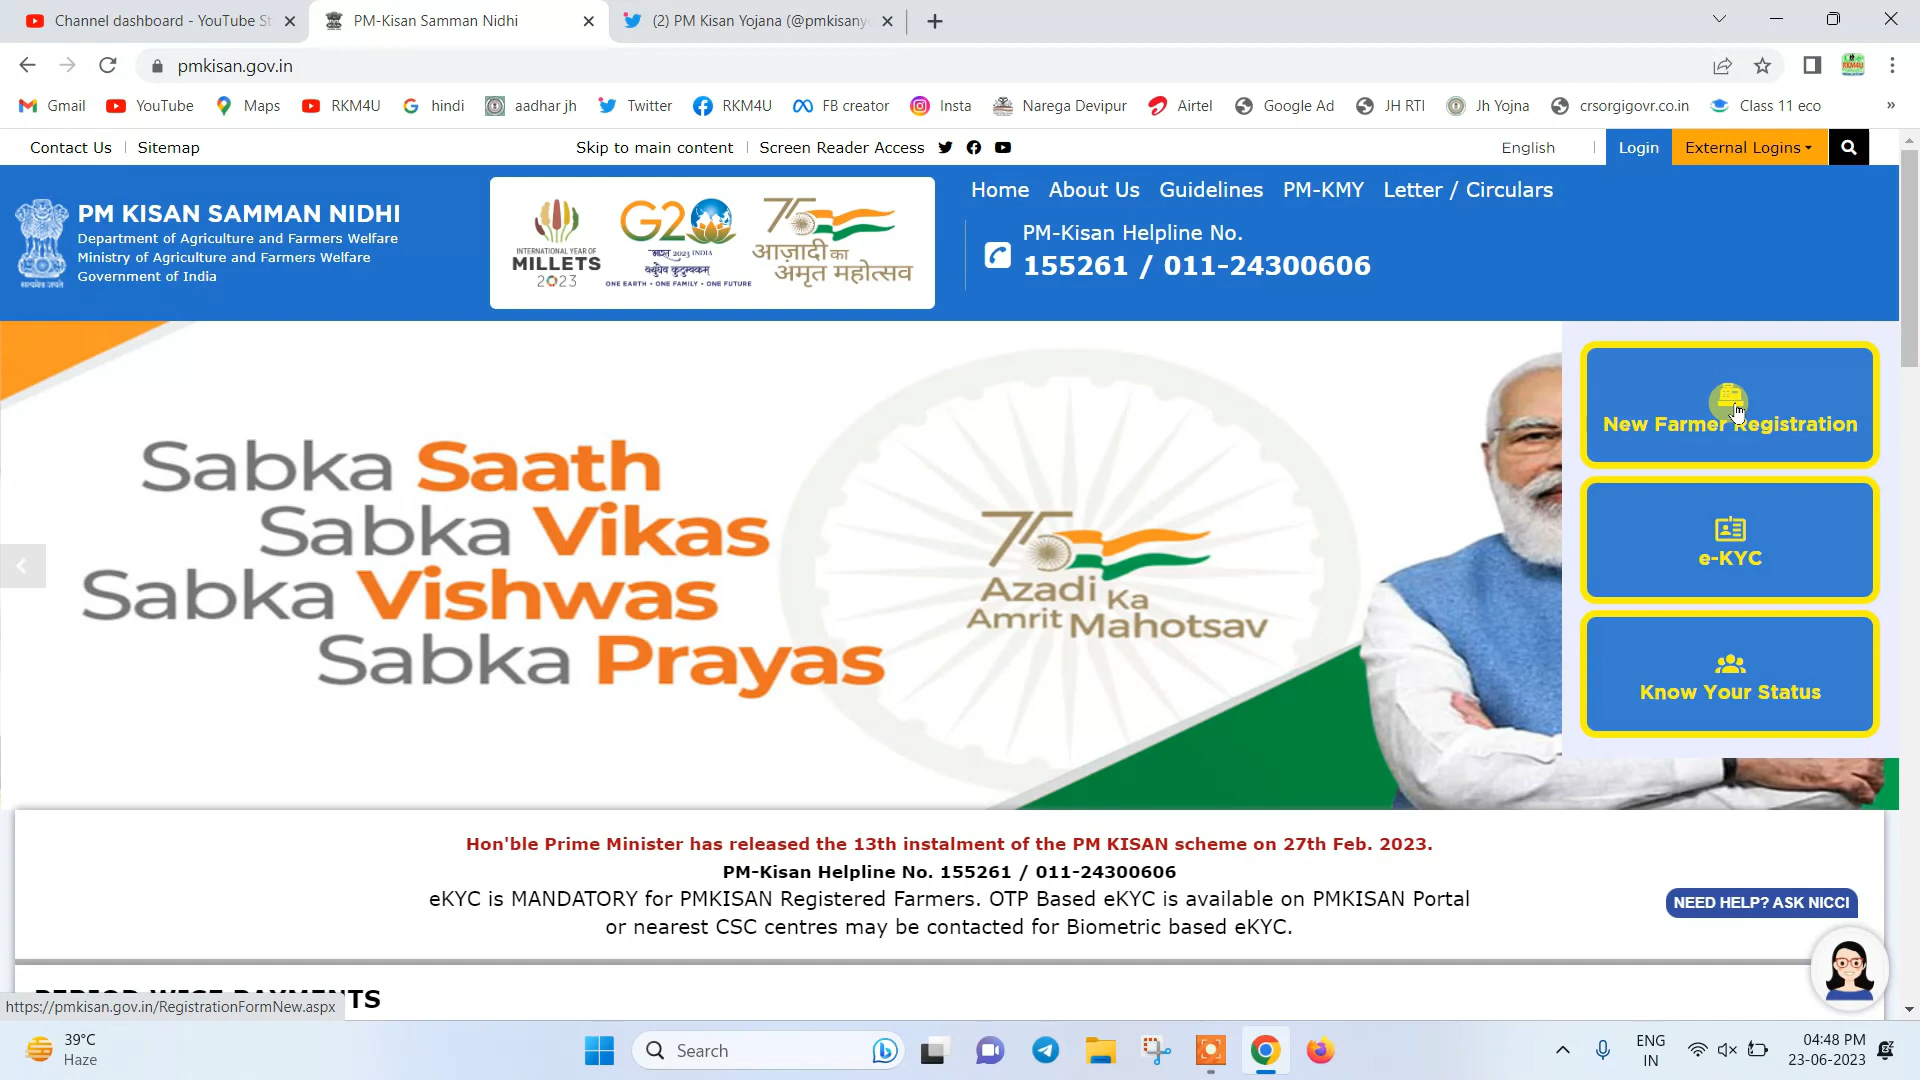 Channel dashboard - YouTube St
PM-Kisan Samman Nidhi
(2) PM Kisan Yojana (@pmkisany
pmkisan.gov.in
Gmail YouTube Maps RKM4U hindi aadhar jh Twitter RKM4U FB creator Insta Narega Devipur Airtel Google Ad JH RTI Jh Yojna crsorgigovr.co.in Class 11 eco »
Contact Us Sitemap Skip to main content Screen Reader Access English Login External Logins
Home About Us Guidelines PM-KMY Letter / Circulars
PM KISAN SAMMAN NIDHI
Department of Agriculture and Farmers Welfare
Ministry of Agriculture and Farmers Welfare
Government of India
सत्यमेव जयते
INTERNATIONAL YEAR OF
MILLETS
2023
G20
भारत 2023 INDIA
वसुधैव कुटुम्बकम्
ONE EARTH • ONE FAMILY • ONE FUTURE
75
आज़ादी का
अमृत महोत्सव
PM-Kisan Helpline No.
155261 / 011-24300606
New Farmer Registration
Sabka Saath
Sabka Vikas
Sabka Vishwas
Sabka Prayas
75
Azadi Ka
Amrit Mahotsav
e-KYC
Know Your Status
Hon'ble Prime Minister has released the 13th instalment of the PM KISAN scheme on 27th Feb. 2023.
PM-Kisan Helpline No. 155261 / 011-24300606
eKYC is MANDATORY for PMKISAN Registered Farmers. OTP Based eKYC is available on PMKISAN Portal
or nearest CSC centres may be contacted for Biometric based eKYC.
NEED HELP? ASK NICCI
https://pmkisan.gov.in/RegistrationFormNew.aspx
39°C
Haze
Search
ENG
IN
04:48 PM
23-06-2023